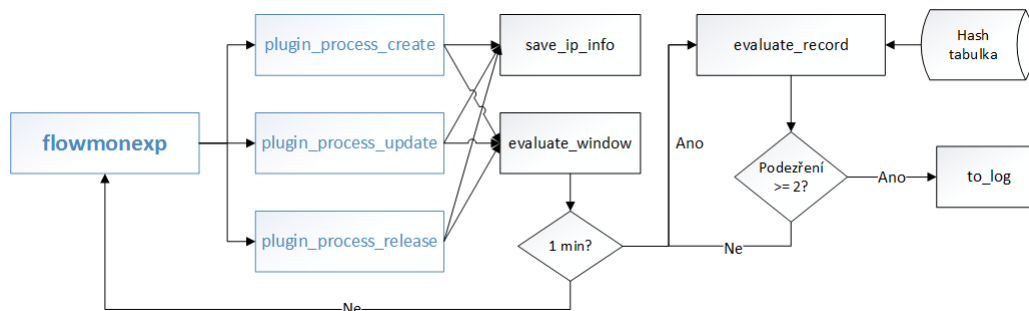 plugin_process_create
save_ip_info
evaluate_record
Hash
tabulka
flowmonexp
plugin_process_update
evaluate_window
Ano
Podezření
>= 2?
Ano
to_log
plugin_process_release
1 min?
Ne
Ne